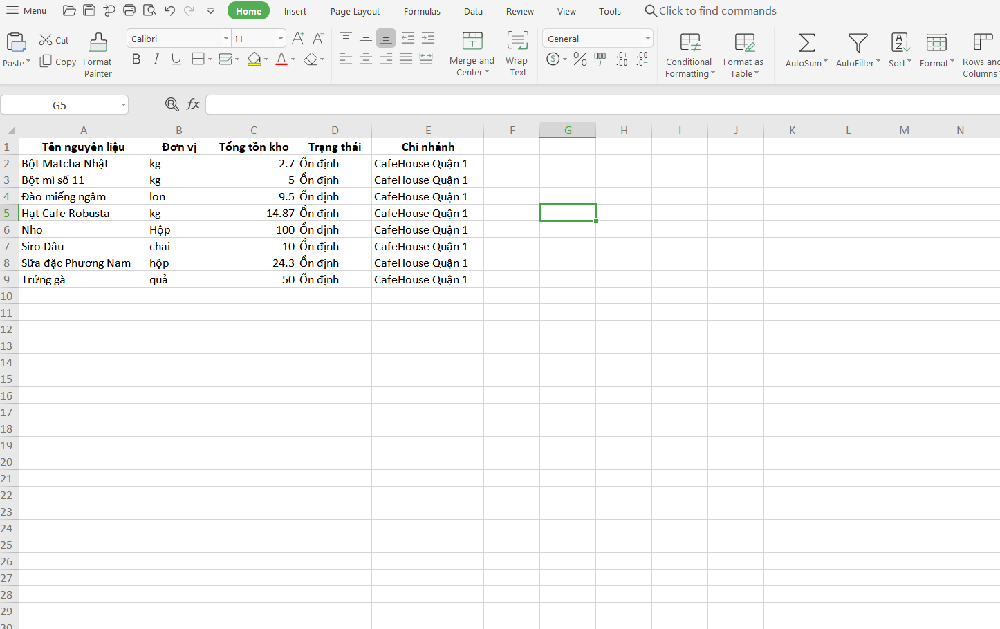 Menu
Home Insert Page Layout Formulas Data Review View Tools Click to find commands
Paste Cut Copy Format Painter
Calibri 11
B I U A
Merge and Center
Wrap Text
General
Conditional Formatting
Format as Table
AutoSum AutoFilter Sort Format
G5 fx
A B C D E F G H I J K L M N
1 Tên nguyên liệu Đơn vị Tổng tồn kho Trạng thái Chi nhánh
2 Bột Matcha Nhật kg 2.7 Ổn định CafeHouse Quận 1
3 Bột mì số 11 kg 5 Ổn định CafeHouse Quận 1
4 Đào miếng ngâm lon 9.5 Ổn định CafeHouse Quận 1
5 Hạt Cafe Robusta kg 14.87 Ổn định CafeHouse Quận 1
6 Nho Hộp 100 Ổn định CafeHouse Quận 1
7 Siro Dâu chai 10 Ổn định CafeHouse Quận 1
8 Sữa đặc Phương Nam hộp 24.3 Ổn định CafeHouse Quận 1
9 Trứng gà quả 50 Ổn định CafeHouse Quận 1
10
11
12
13
14
15
16
17
18
19
20
21
22
23
24
25
26
27
28
29
30